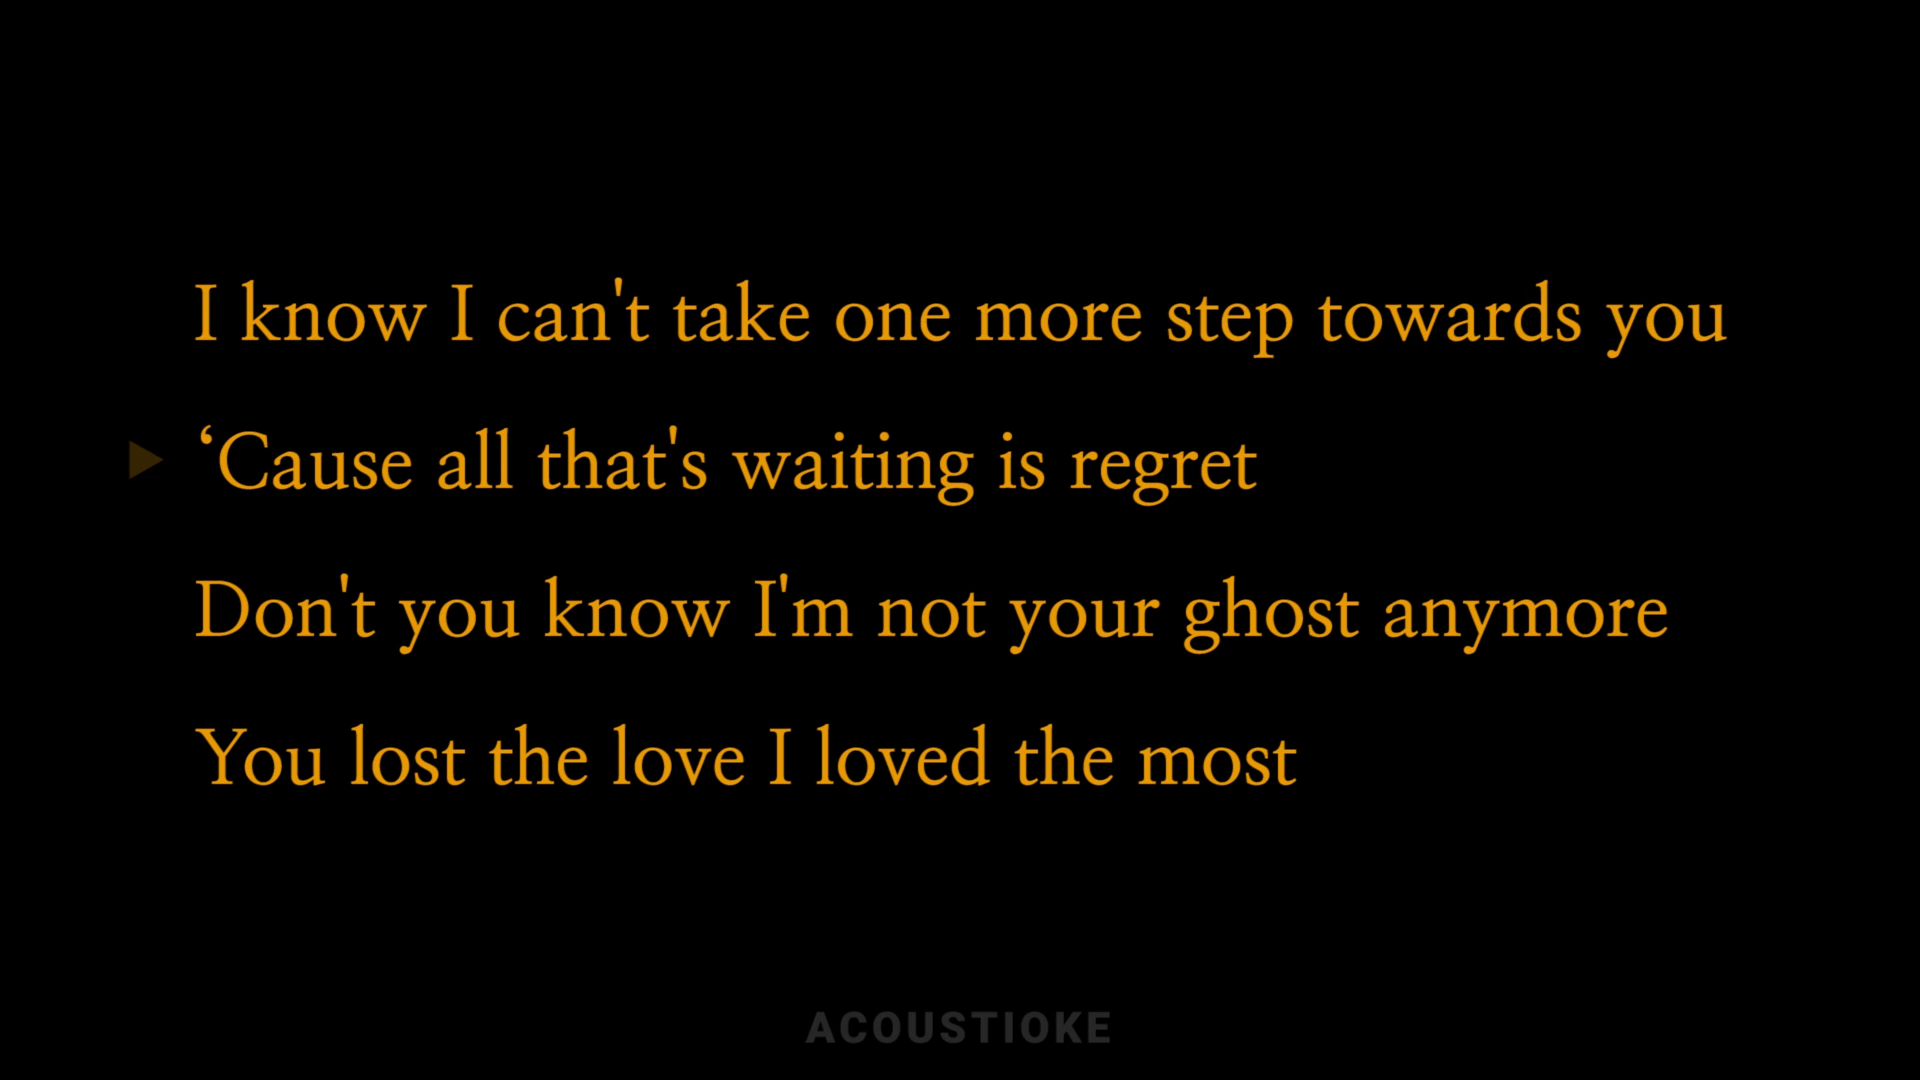 I know I can't take one more step towards you
‘Cause all that's waiting is regret
Don't you know I'm not your ghost anymore
You lost the love I loved the most
ACOUSTIOKE